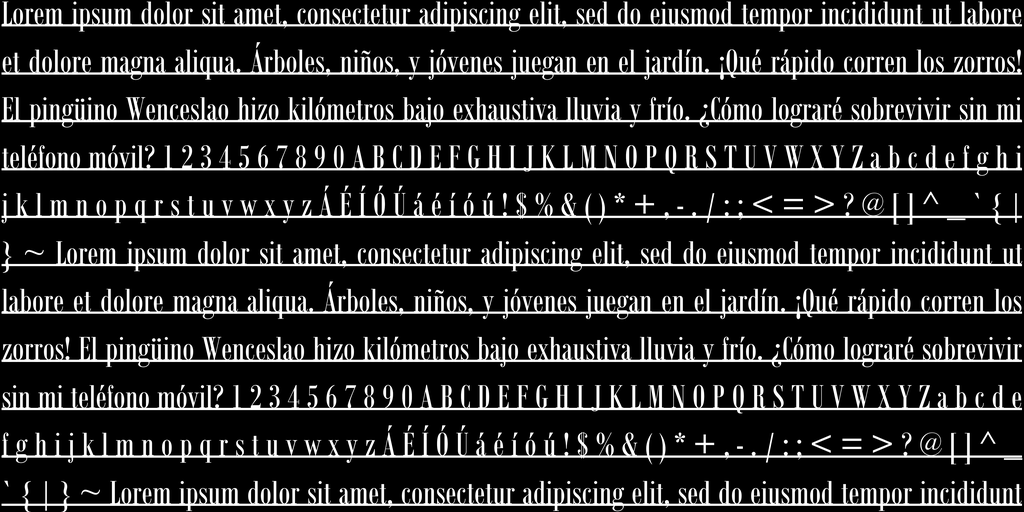 Lorem ipsum dolor sit amet, consectetur adipiscing elit, sed do eiusmod tempor incididunt ut labore
et dolore magna aliqua. Árboles, niños, y jóvenes juegan en el jardín. ¡Qué rápido corren los zorros!
El pingüino Wenceslao hizo kilómetros bajo exhaustiva lluvia y frío. ¿Cómo lograré sobrevivir sin mi
teléfono móvil? 1 2 3 4 5 6 7 8 9 0 A B C D E F G H I J K L M N O P Q R S T U V W X Y Z a b c d e f g h i
j k l m n o p q r s t u v w x y z Á É Í Ó Ú á é í ó ú ! $ % & ( ) * + , - . / : ; < = > ? @ [ ] ^ _ ` { |
} ~ Lorem ipsum dolor sit amet, consectetur adipiscing elit, sed do eiusmod tempor incididunt ut
labore et dolore magna aliqua. Árboles, niños, y jóvenes juegan en el jardín. ¡Qué rápido corren los
zorros! El pingüino Wenceslao hizo kilómetros bajo exhaustiva lluvia y frío. ¿Cómo lograré sobrevivir
sin mi teléfono móvil? 1 2 3 4 5 6 7 8 9 0 A B C D E F G H I J K L M N O P Q R S T U V W X Y Z a b c d e
f g h i j k l m n o p q r s t u v w x y z Á É Í Ó Ú á é í ó ú ! $ % & ( ) * + , - . / : ; < = > ? @ [ ] ^ _
` { | } ~ Lorem ipsum dolor sit amet, consectetur adipiscing elit, sed do eiusmod tempor incididunt